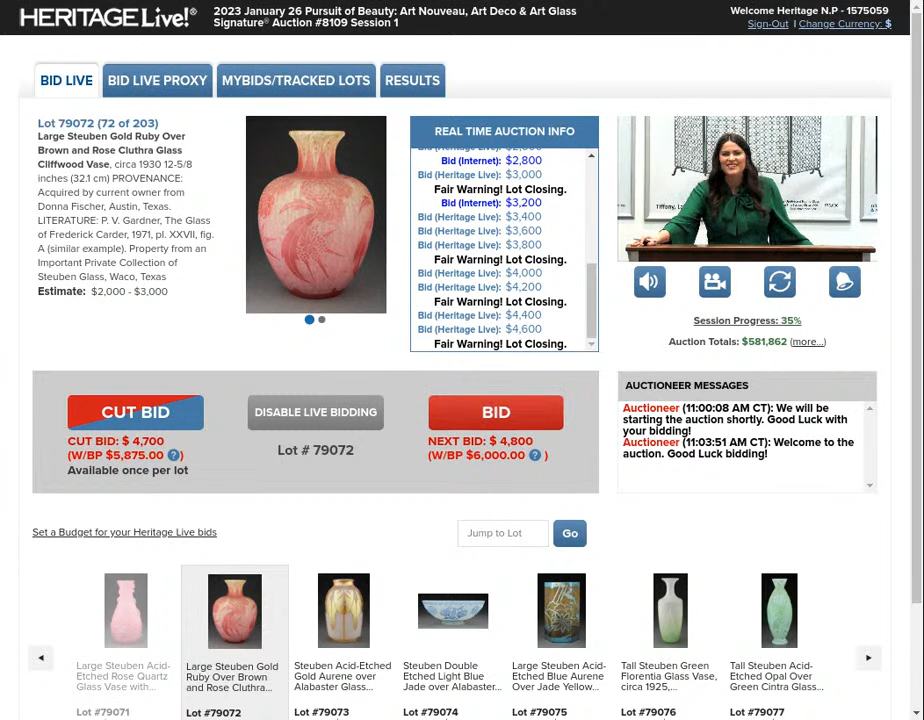 HERITAGE Live!®
2023 January 26 Pursuit of Beauty: Art Nouveau, Art Deco & Art Glass
Signature® Auction #8109 Session 1
Welcome Heritage N.P - 1575059
Sign-Out | Change Currency: $
BID LIVE
BID LIVE PROXY
MYBIDS/TRACKED LOTS
RESULTS
Lot 79072 (72 of 203)
Large Steuben Gold Ruby Over
Brown and Rose Cluthra Glass
Cliffwood Vase, circa 1930 12-5/8
inches (32.1 cm) PROVENANCE:
Acquired by current owner from
Donna Fischer, Austin, Texas.
LITERATURE: P. V. Gardner, The Glass
of Frederick Carder, 1971, pl. XXVII, fig.
A (similar example). Property from an
Important Private Collection of
Steuben Glass, Waco, Texas
Estimate: $2,000 - $3,000
REAL TIME AUCTION INFO
Bid (Internet): $2,800
Bid (Heritage Live): $3,000
Fair Warning! Lot Closing.
Bid (Internet): $3,200
Bid (Heritage Live): $3,400
Bid (Heritage Live): $3,600
Bid (Heritage Live): $3,800
Fair Warning! Lot Closing.
Bid (Heritage Live): $4,000
Bid (Heritage Live): $4,200
Fair Warning! Lot Closing.
Bid (Heritage Live): $4,400
Bid (Heritage Live): $4,600
Fair Warning! Lot Closing.
Tiffany,
Session Progress: 35%
Auction Totals: $581,862 (more...)
CUT BID
CUT BID: $ 4,700
(W/BP $5,875.00 ? )
Available once per lot
DISABLE LIVE BIDDING
Lot # 79072
BID
NEXT BID: $ 4,800
(W/BP $6,000.00 ? )
AUCTIONEER MESSAGES
Auctioneer (11:00:08 AM CT): We will be
starting the auction shortly. Good Luck with
your bidding!
Auctioneer (11:03:51 AM CT): Welcome to the
auction. Good Luck bidding!
Set a Budget for your Heritage Live bids
Jump to Lot
Go
Large Steuben Acid-
Etched Rose Quartz
Glass Vase with...
Lot #79071
Large Steuben Gold
Ruby Over Brown
and Rose Cluthra...
Lot #79072
Steuben Acid-Etched
Gold Aurene over
Alabaster Glass...
Lot #79073
Steuben Double
Etched Light Blue
Jade over Alabaster...
Lot #79074
Large Steuben Acid-
Etched Blue Aurene
Over Jade Yellow...
Lot #79075
Tall Steuben Green
Florentia Glass Vase,
circa 1925,...
Lot #79076
Tall Steuben Acid-
Etched Opal Over
Green Cintra Glass...
Lot #79077